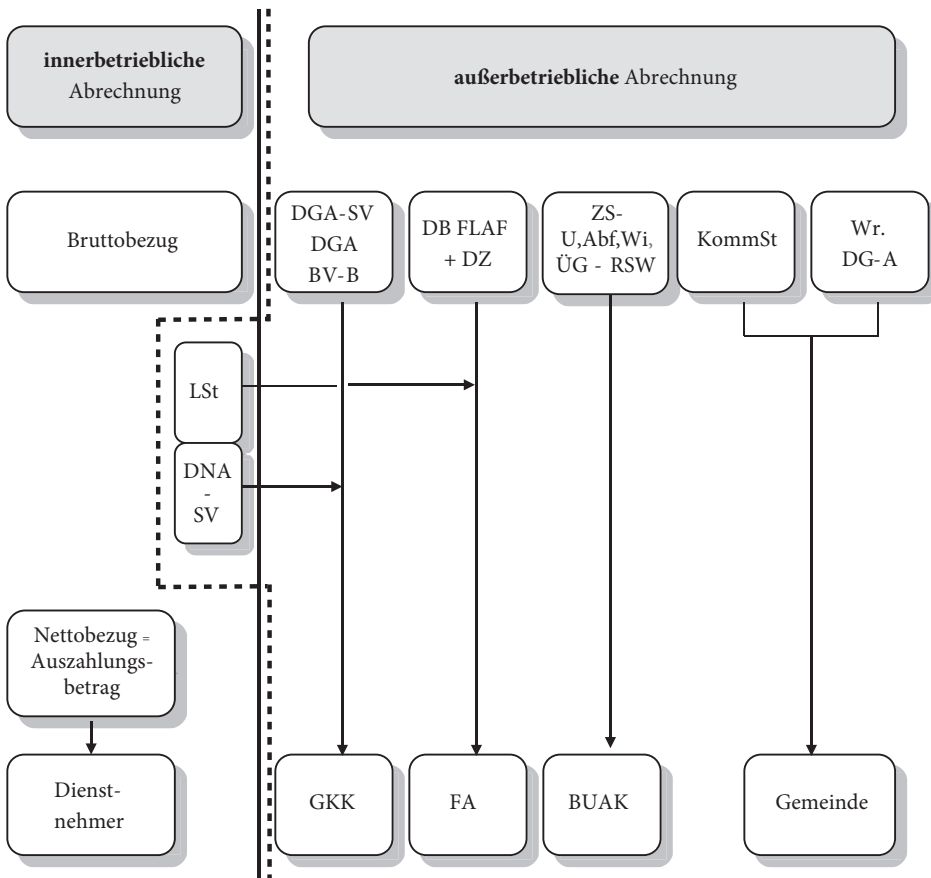 innerbetriebliche
Abrechnung
außerbetriebliche Abrechnung
Bruttobezug
DGA-SV
DGA
BV-B
DB FLAF
+ DZ
ZS-
U,Abf,Wi,
ÜG - RSW
KommSt
Wr.
DG-A
LSt
DNA
-
SV
Nettobezug =
Auszahlungs-
betrag
Dienst-
nehmer
GKK
FA
BUAK
Gemeinde